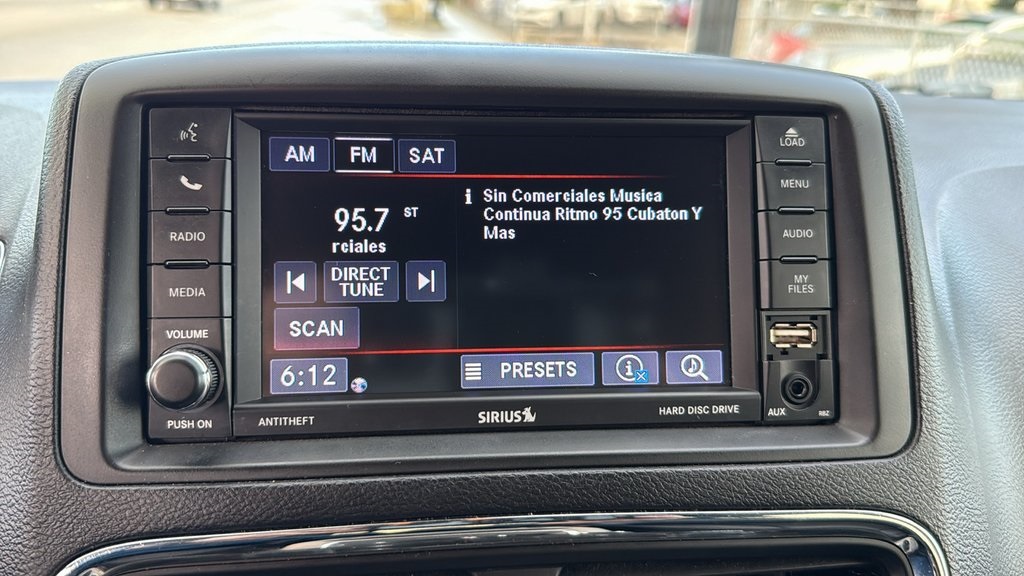 LOAD
AM FM SAT
MENU
RADIO
95.7 ST
rciales
i Sin Comerciales Musica
Continua Ritmo 95 Cubaton Y
Mas
AUDIO
MEDIA
DIRECT
TUNE
MY
FILES
VOLUME
SCAN
6:12
PRESETS
i
PUSH ON
ANTITHEFT
SIRIUS
HARD DISC DRIVE
AUX
RBZ